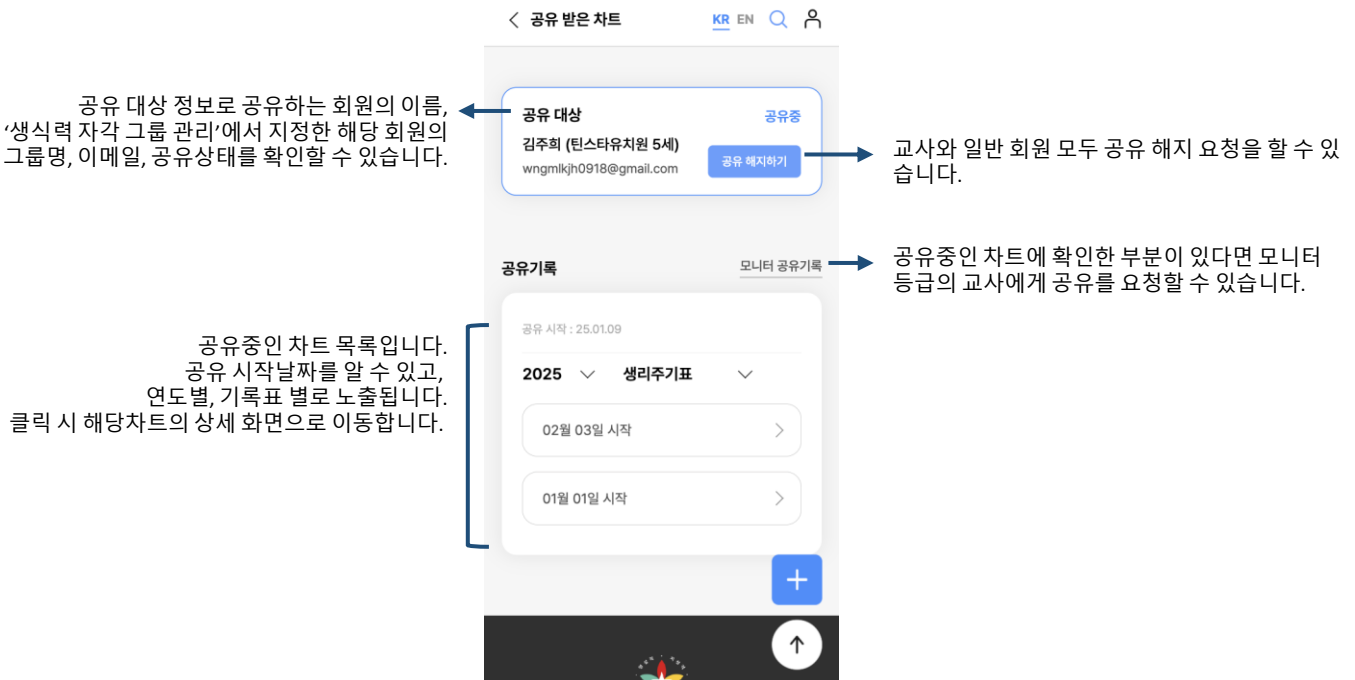 공유 받은 차트
KR EN
공유 대상 정보로 공유하는 회원의 이름,
‘생식력 자각 그룹 관리’에서 지정한 해당 회원의
그룹명, 이메일, 공유상태를 확인할 수 있습니다.
공유 대상
공유중
김주희 (틴스타유치원 5세)
wngmlkjh0918@gmail.com
공유 해지하기
교사와 일반 회원 모두 공유 해지 요청을 할 수 있
습니다.
공유기록
모니터 공유기록
공유중인 차트에 확인한 부분이 있다면 모니터
등급의 교사에게 공유를 요청할 수 있습니다.
공유중인 차트 목록입니다.
공유 시작날짜를 알 수 있고,
연도별, 기록표 별로 노출됩니다.
클릭 시 해당차트의 상세 화면으로 이동합니다.
공유 시작 : 25.01.09
2025 생리주기표
02월 03일 시작
01월 01일 시작